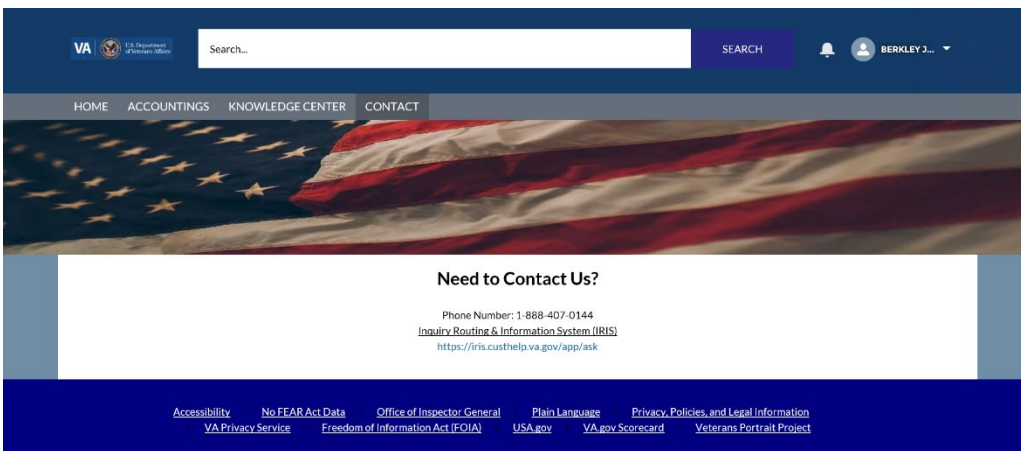 VA
U.S. Department
of Veterans Affairs
Search...
SEARCH
BERKLEY J...
HOME ACCOUNTINGS KNOWLEDGE CENTER CONTACT
Need to Contact Us?
Phone Number: 1-888-407-0144
Inquiry Routing & Information System (IRIS)
https://iris.custhelp.va.gov/app/ask
Accessibility No FEAR Act Data Office of Inspector General Plain Language Privacy, Policies, and Legal Information
VA Privacy Service Freedom of Information Act (FOIA) USA.gov VA.gov Scorecard Veterans Portrait Project